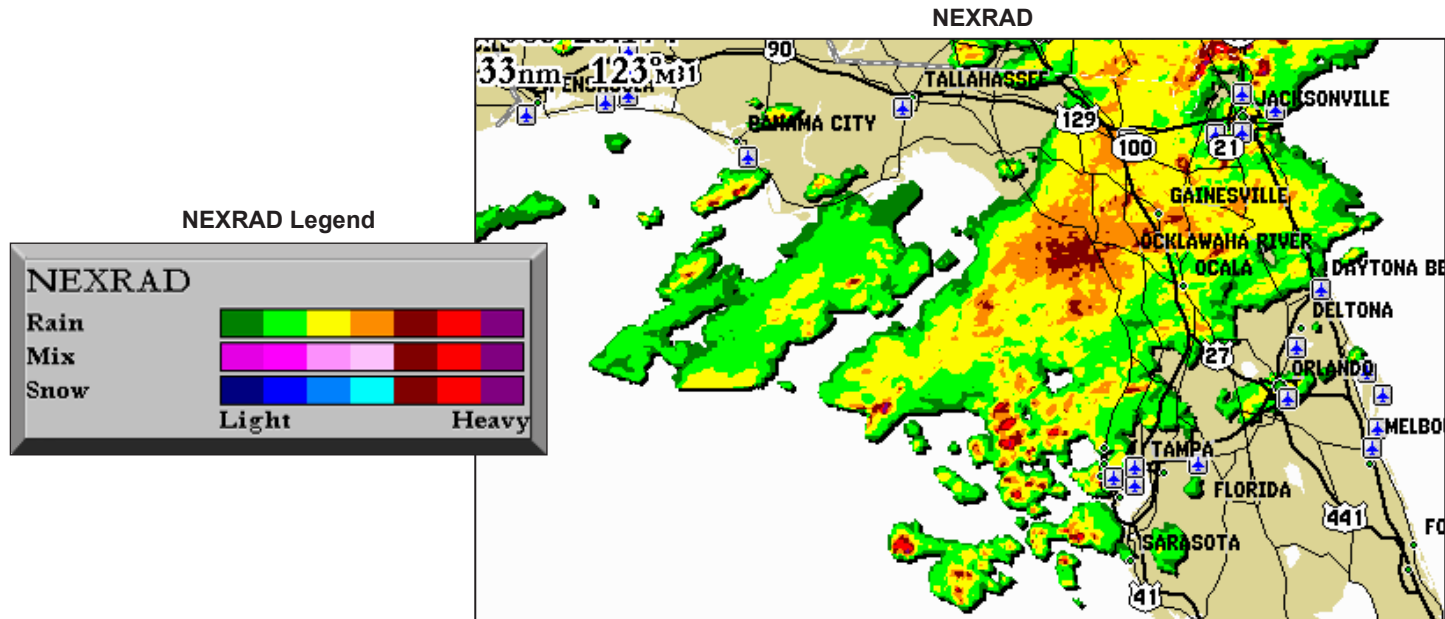 NEXRAD
90
33nm 123°M
TALLAHASSEE
JACKSONVILLE
PANAMA CITY
129
100
21
GAINESVILLE
NEXRAD Legend
OCKLAWAHA RIVER
OCALA
DAYTONA BE
NEXRAD
DELTONA
Rain
Mix
27
ORLANDO
Snow
Light Heavy
MELBOU
TAMPA
FLORIDA
441
FO
SARASOTA
41